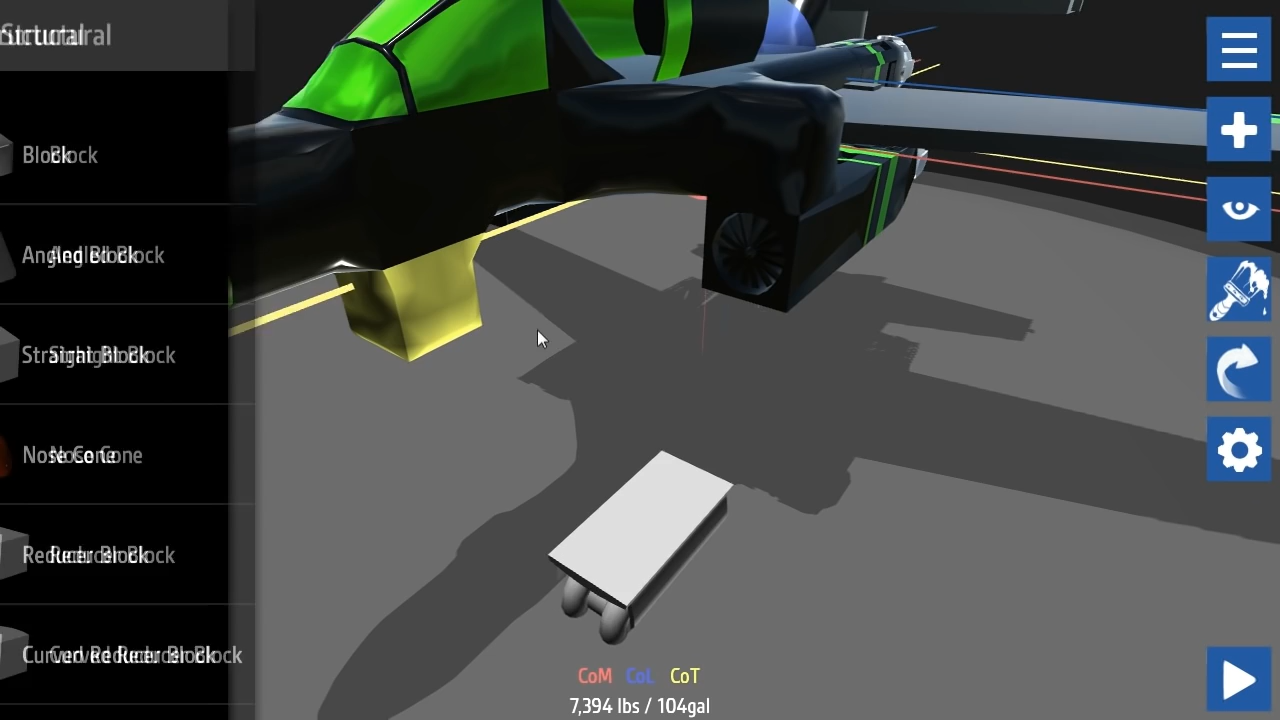 Structural
Block
Angled Block
Straight Block
Nose Cone
Reducer Block
Curved Reducer Block
CoM CoL CoT
7,394 lbs / 104gal